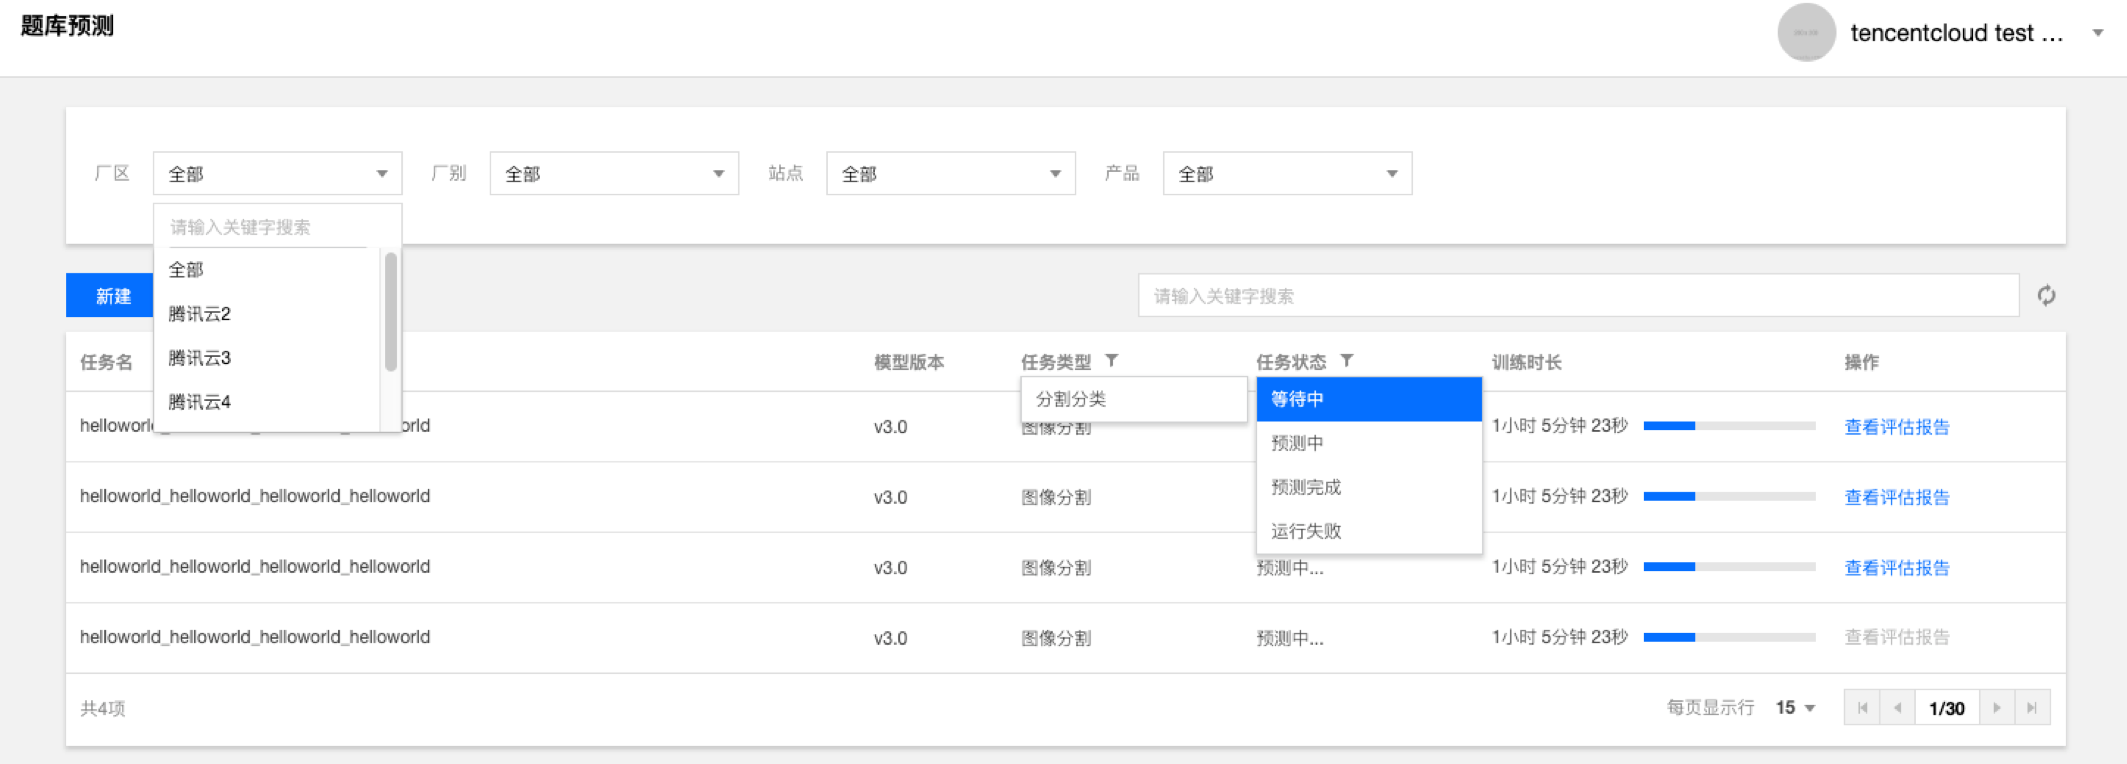 题库预测
tencentcloud test ...
厂区 全部 厂别 全部 站点 全部 产品 全部
请输入关键字搜索
全部
腾讯云2
腾讯云3
腾讯云4
新建
请输入关键字搜索
任务名 模型版本 任务类型 任务状态 训练时长 操作
分割分类
等待中
预测中
预测完成
运行失败
helloworld_ orld v3.0 图像分割 1小时 5分钟 23秒 查看评估报告
helloworld_helloworld_helloworld_helloworld v3.0 图像分割 1小时 5分钟 23秒 查看评估报告
helloworld_helloworld_helloworld_helloworld v3.0 图像分割 预测中... 1小时 5分钟 23秒 查看评估报告
helloworld_helloworld_helloworld_helloworld v3.0 图像分割 预测中... 1小时 5分钟 23秒 查看评估报告
共4项 每页显示行 15 1/30